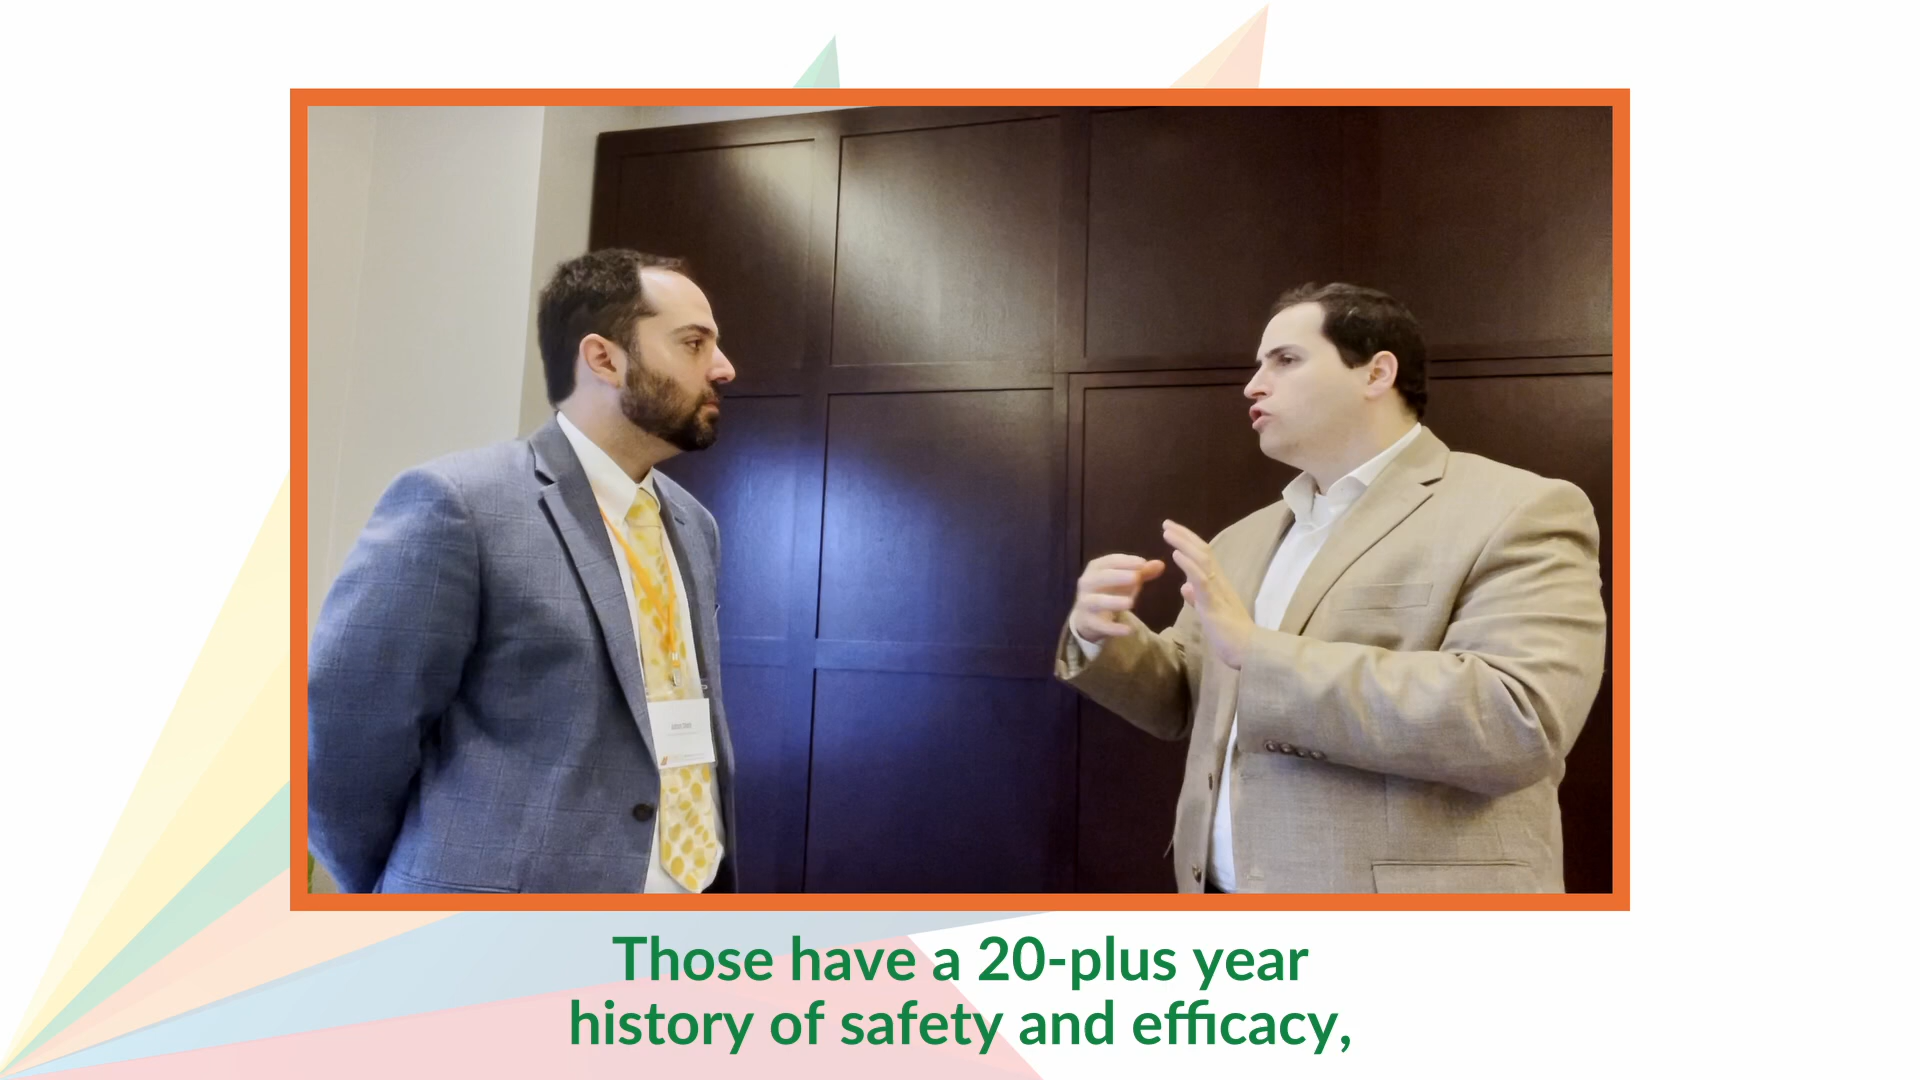 Those have a 20-plus year
history of safety and efficacy,